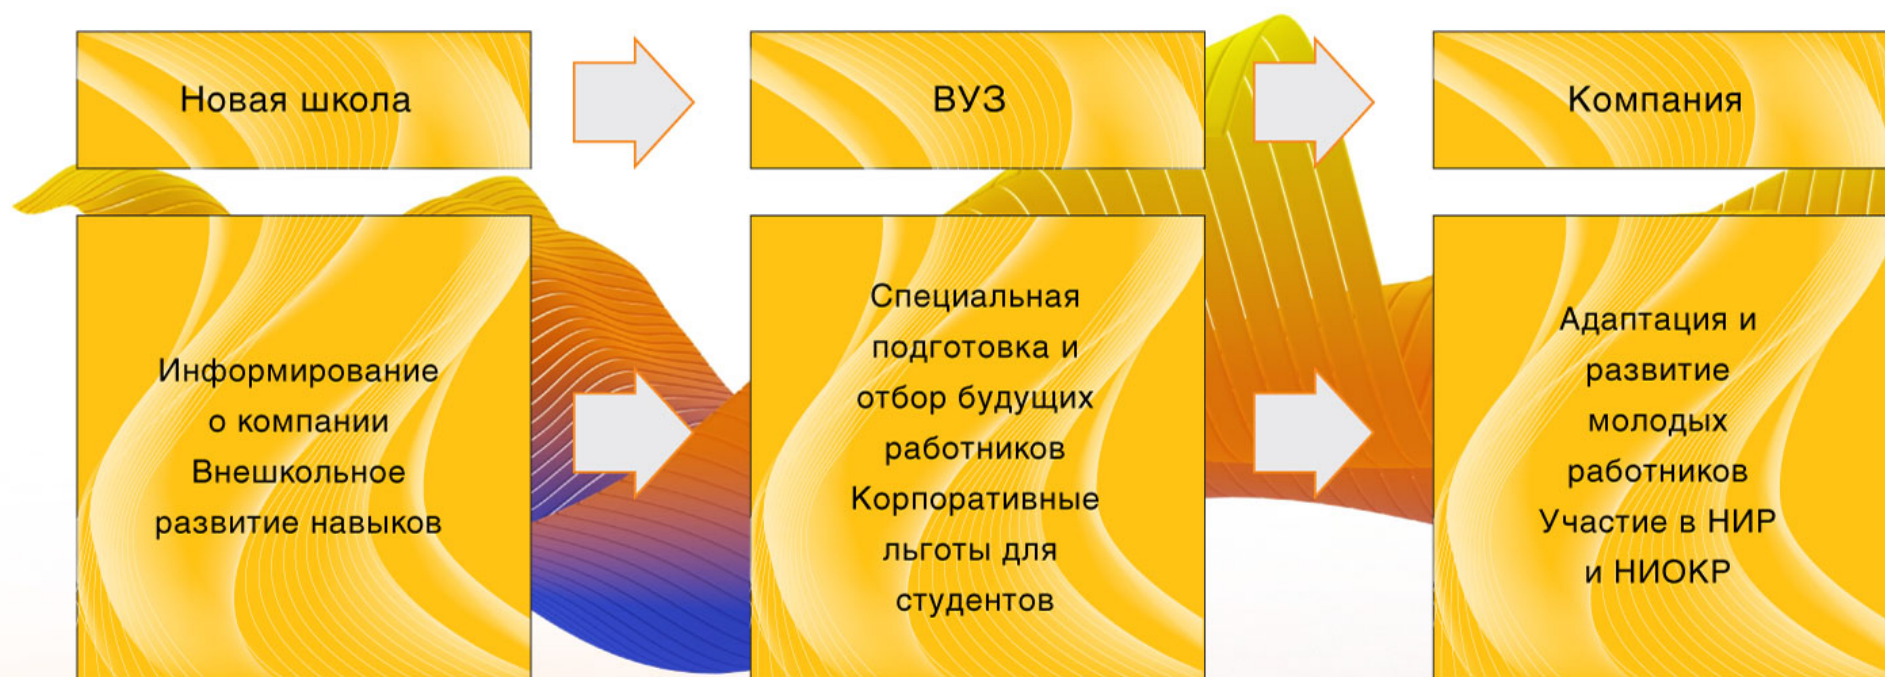 Новая школа
ВУЗ
Компания
Информирование
о компании
Внешкольное
развитие навыков
Специальная
подготовка и
отбор будущих
работников
Корпоративные
льготы для
студентов
Адаптация и
развитие
молодых
работников
Участие в НИР
и НИОКР